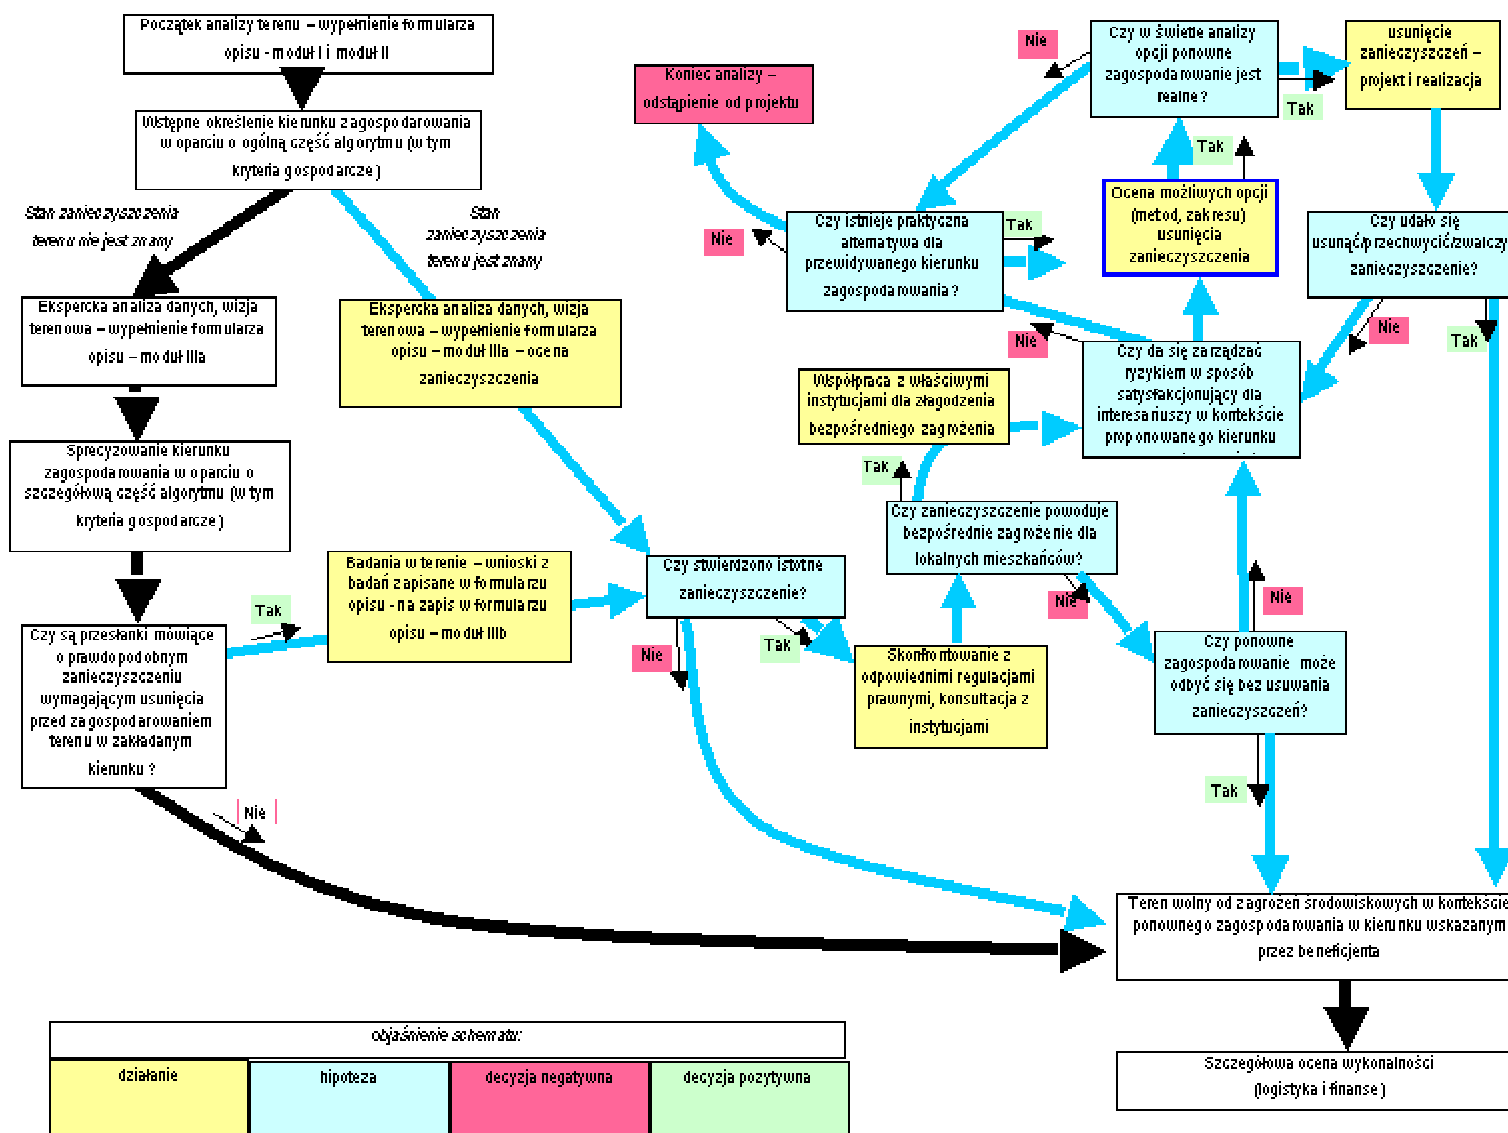 Początek analizy terenu – wypełnienie formularza
opisu - moduł I i moduł II
Wstępne określenie kierunku zagospodarowania
w oparciu o ogólną część algorytmu (w tym
kryteria gospodarcze)
Stan zanieczyszczenia
terenu nie jest znany
Stan
zanieczyszczenia
terenu jest znany
Ekspercka analiza danych, wizja
terenowa – wypełnienie formularza
opisu – moduł IIIa
Ekspercka analiza danych, wizja
terenowa – wypełnienie formularza
opisu – moduł IIIa – ocena
zanieczyszczenia
Sprecyzowanie kierunku
zagospodarowania w oparciu o
szczegółową część algorytmu (w tym
kryteria gospodarcze)
Czy są przesłanki mówiące
o prawdopodobnym
zanieczyszczeniu
wymagającym usunięcia
przed zagospodarowaniem
terenu w zakładanym
kierunku ?
Tak
Nie
Badania w terenie – wnioski z
badań zapisane w formularzu
opisu - na zapis w formularzu
opisu – moduł IIIb
Czy stwierdzono istotne
zanieczyszczenie?
Nie
Tak
Skonfrontowanie z
odpowiednimi regulacjami
prawnymi, konsultacja z
instytucjami
Czy zanieczyszczenie powoduje
bezpośrednie zagrożenie dla
lokalnych mieszkańców?
Tak
Nie
Współpraca z właściwymi
instytucjami dla złagodzenia
bezpośredniego zagrożenia
Czy ponowne
zagospodarowanie może
odbyć się bez usuwania
zanieczyszczeń?
Nie
Tak
Czy da się zarządzać
ryzykiem w sposób
satysfakcjonujący dla
interesariuszy w kontekście
proponowanego kierunku
Nie
Ocena możliwych opcji
(metod, zakresu)
usunięcia
zanieczyszczenia
Tak
Czy istnieje praktyczna
alternatywa dla
przewidywanego kierunku
zagospodarowania ?
Nie
Tak
Koniec analizy –
odstąpienie od projektu
Czy w świetle analizy
opcji ponowne
zagospodarowanie jest
realne ?
Nie
Tak
usunięcie
zanieczyszczeń –
projekt i realizacja
Czy udało się
usunąć/przechwycić/zwalczy
zanieczyszczenie?
Nie
Tak
Teren wolny od zagrożeń środowiskowych w kontekście
ponownego zagospodarowania w kierunku wskazanym
przez beneficjenta
Szczegółowa ocena wykonalności
(logistyka i finanse)
objaśnienie schematu:
działanie
hipoteza
decyzja negatywna
decyzja pozytywna